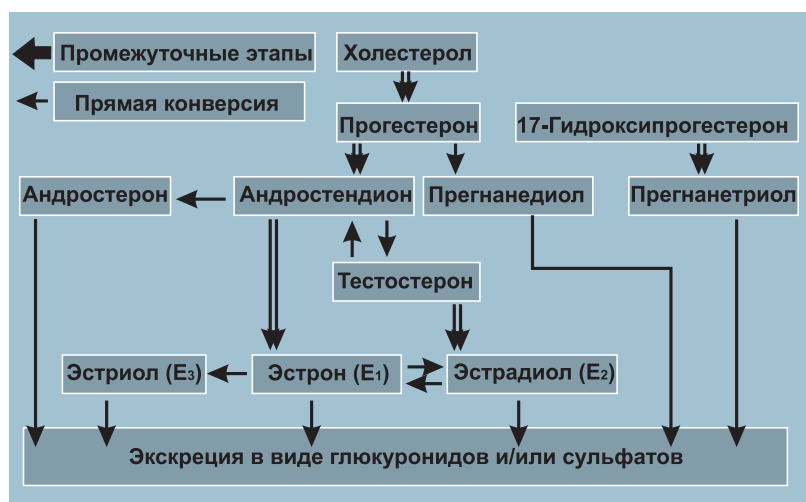 Промежуточные этапы
Холестерол
Прямая конверсия
Прогестерон
17-Гидроксипрогестерон
Андростерон
Андростендион
Прегнанедиол
Прегнанетриол
Тестостерон
Эстриол (E3)
Эстрон (E1)
Эстрадиол (E2)
Экскреция в виде глюкуронидов и/или сульфатов